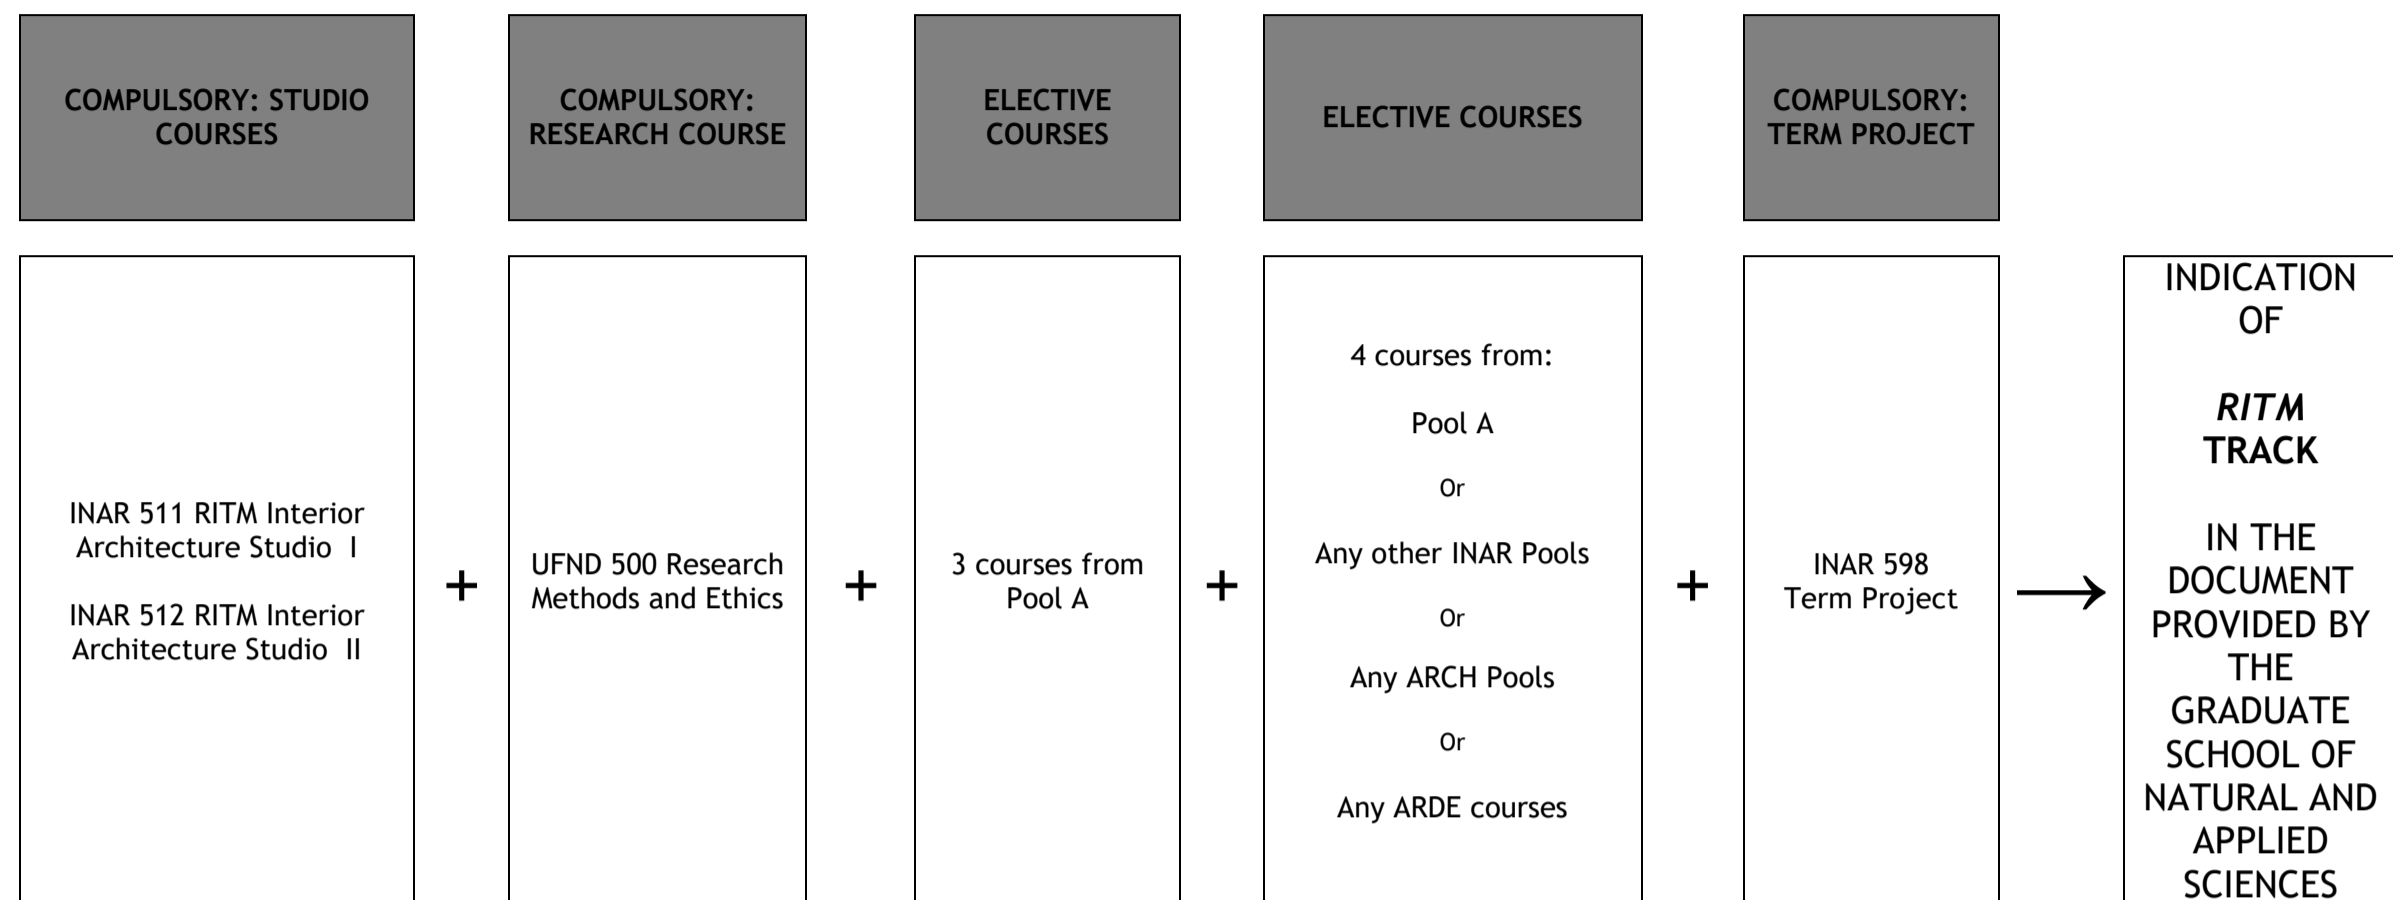 COMPULSORY: STUDIO
COURSES
COMPULSORY:
RESEARCH COURSE
ELECTIVE
COURSES
ELECTIVE COURSES
COMPULSORY:
TERM PROJECT
INAR 511 RITM Interior
Architecture Studio I
INAR 512 RITM Interior
Architecture Studio II
+
UFND 500 Research
Methods and Ethics
+
3 courses from
Pool A
+
4 courses from:
Pool A
Or
Any other INAR Pools
Or
Any ARCH Pools
Or
Any ARDE courses
+
INAR 598
Term Project
→
INDICATION
OF
RITM
TRACK
IN THE
DOCUMENT
PROVIDED BY
THE
GRADUATE
SCHOOL OF
NATURAL AND
APPLIED
SCIENCES